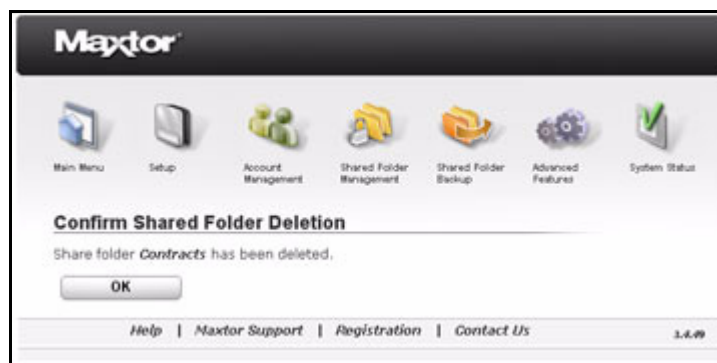 Maxtor
Main Menu
Setup
Account Management
Shared Folder Management
Shared Folder Backup
Advanced Features
System Status
Confirm Shared Folder Deletion
Share folder Contracts has been deleted.
OK
Help | Maxtor Support | Registration | Contact Us